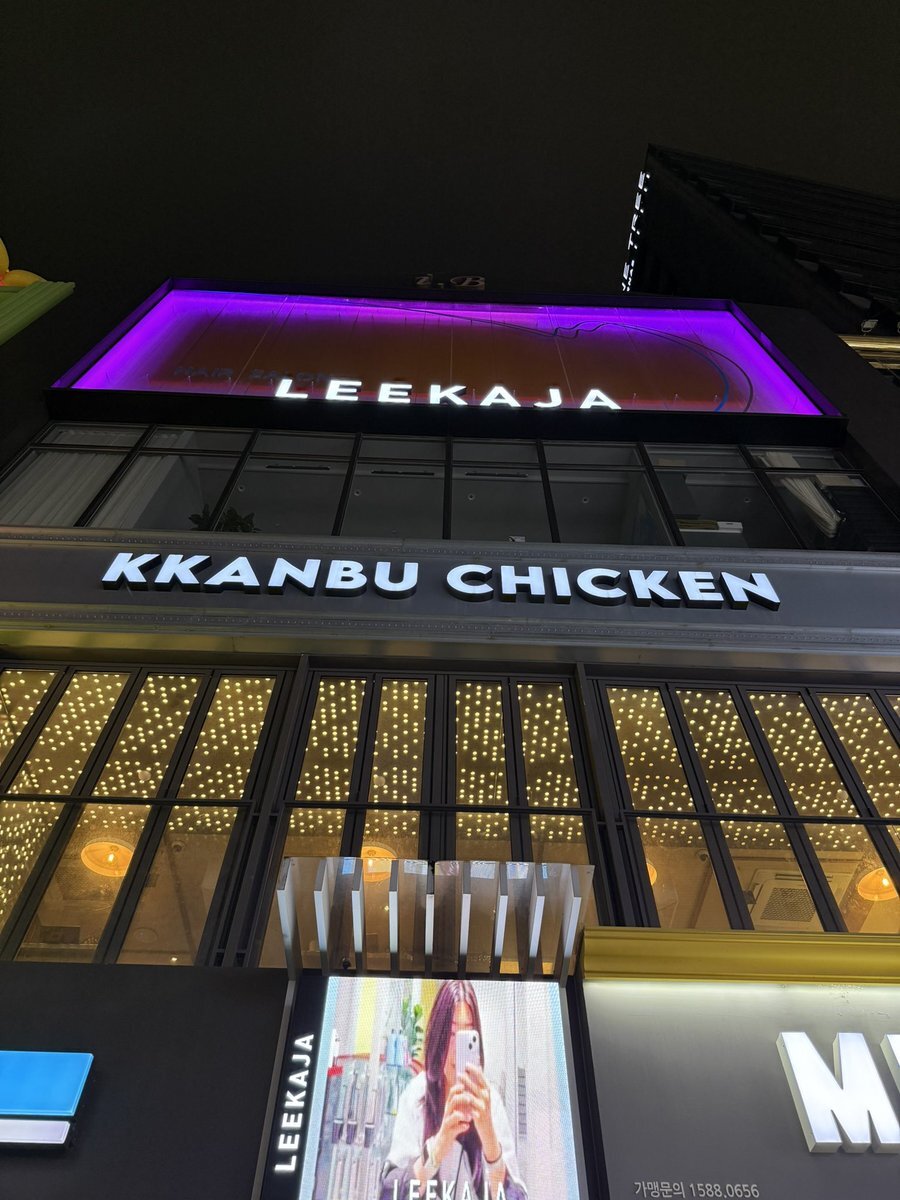 HAIR SALON
LEEKAJA
KKANBU CHICKEN
LEEKAJA
LEEKAJA
가맹문의 1588.0656